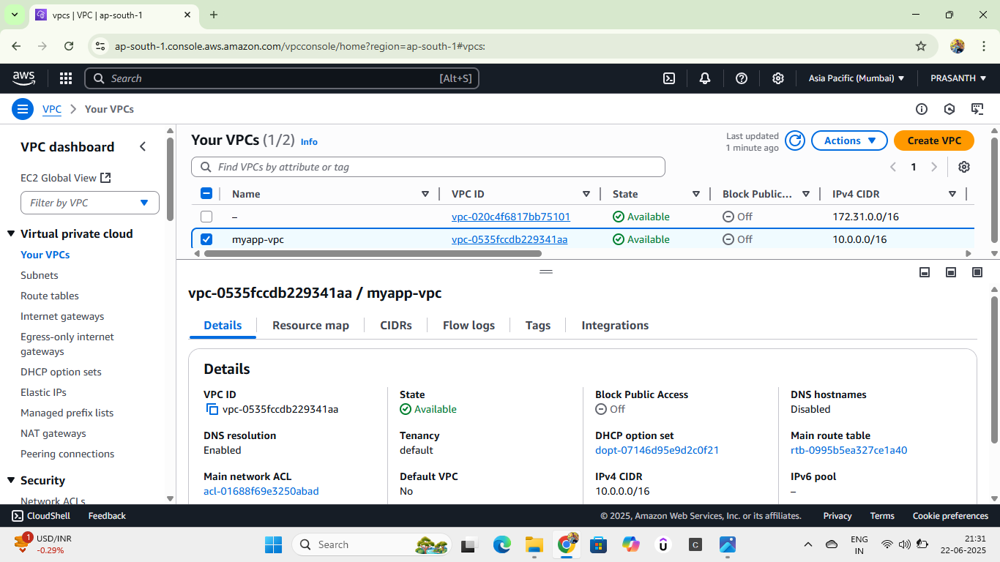 vpcs | VPC | ap-south-1
ap-south-1.console.aws.amazon.com/vpcconsole/home?region=ap-south-1#vpcs:
aws
Search [Alt+S]
Asia Pacific (Mumbai)
PRASANTH
VPC
Your VPCs
VPC dashboard
EC2 Global View
Filter by VPC
Virtual private cloud
Your VPCs
Subnets
Route tables
Internet gateways
Egress-only internet
gateways
DHCP option sets
Elastic IPs
Managed prefix lists
NAT gateways
Peering connections
Security
Network ACLs
Your VPCs (1/2) Info
Last updated
1 minute ago
Actions
Create VPC
Find VPCs by attribute or tag
1
Name VPC ID State Block Public... IPv4 CIDR
– vpc-020c4f6817bb75101 Available Off 172.31.0.0/16
myapp-vpc vpc-0535fccdb229341aa Available Off 10.0.0.0/16
vpc-0535fccdb229341aa / myapp-vpc
Details Resource map CIDRs Flow logs Tags Integrations
Details
VPC ID
vpc-0535fccdb229341aa
State
Available
Block Public Access
Off
DNS hostnames
Disabled
DNS resolution
Enabled
Tenancy
default
DHCP option set
dopt-07146d95e9d2c0f21
Main route table
rtb-0995b5ea327ce1a40
Main network ACL
acl-01688f69e3250abad
Default VPC
No
IPv4 CIDR
10.0.0.0/16
IPv6 pool
–
CloudShell Feedback © 2025, Amazon Web Services, Inc. or its affiliates. Privacy Terms Cookie preferences
1
USD/INR
-0.29%
Search
C
ENG
IN
21:31
22-06-2025